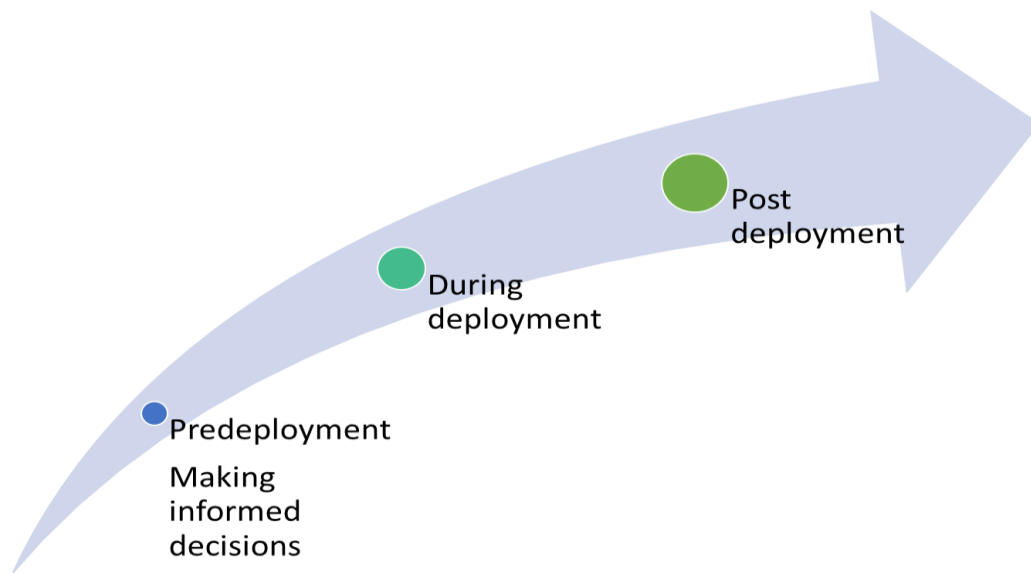 Post
deployment
During
deployment
Predeployment
Making
informed
decisions